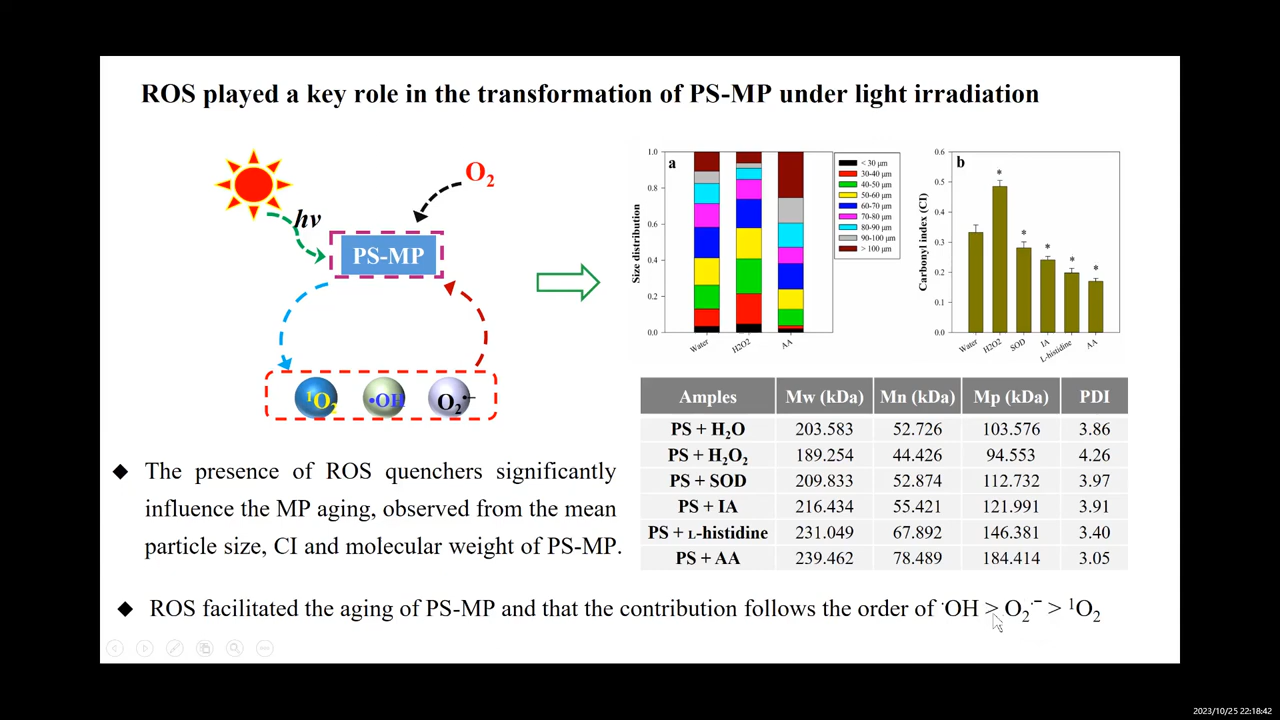 ROS played a key role in the transformation of PS-MP under light irradiation
O₂
hv
PS-MP
¹O₂
•OH
O₂•−
The presence of ROS quenchers significantly
influence the MP aging, observed from the mean
particle size, CI and molecular weight of PS-MP.
a
Size distribution
1.0
0.8
0.6
0.4
0.2
0.0
Water
H2O2
AA
< 30 μm
30-40 μm
40-50 μm
50-60 μm
60-70 μm
70-80 μm
80-90 μm
90-100 μm
> 100 μm
b
Carbonyl index (CI)
0.6
0.5
0.4
0.3
0.2
0.1
0.0
*
*
*
*
*
Water
H2O2
SOD
IA
L-histidine
AA
Amples Mw (kDa) Mn (kDa) Mp (kDa) PDI
PS + H₂O 203.583 52.726 103.576 3.86
PS + H₂O₂ 189.254 44.426 94.553 4.26
PS + SOD 209.833 52.874 112.732 3.97
PS + IA 216.434 55.421 121.991 3.91
PS + L-histidine 231.049 67.892 146.381 3.40
PS + AA 239.462 78.489 184.414 3.05
ROS facilitated the aging of PS-MP and that the contribution follows the order of ·OH > O₂·⁻ > ¹O₂
2023/10/25 22:18:42